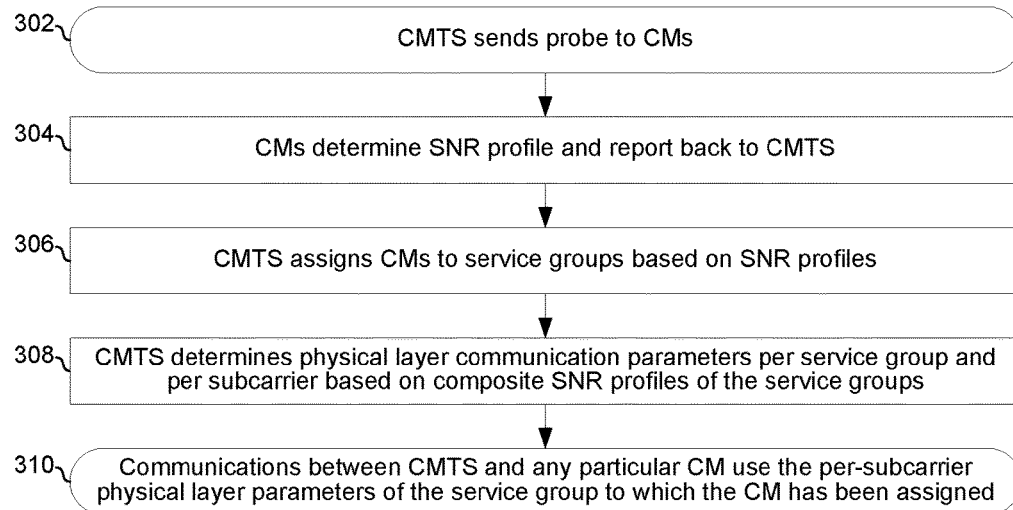 302
CMTS sends probe to CMs
304
CMs determine SNR profile and report back to CMTS
306
CMTS assigns CMs to service groups based on SNR profiles
308
CMTS determines physical layer communication parameters per service group and
per subcarrier based on composite SNR profiles of the service groups
310
Communications between CMTS and any particular CM use the per-subcarrier
physical layer parameters of the service group to which the CM has been assigned